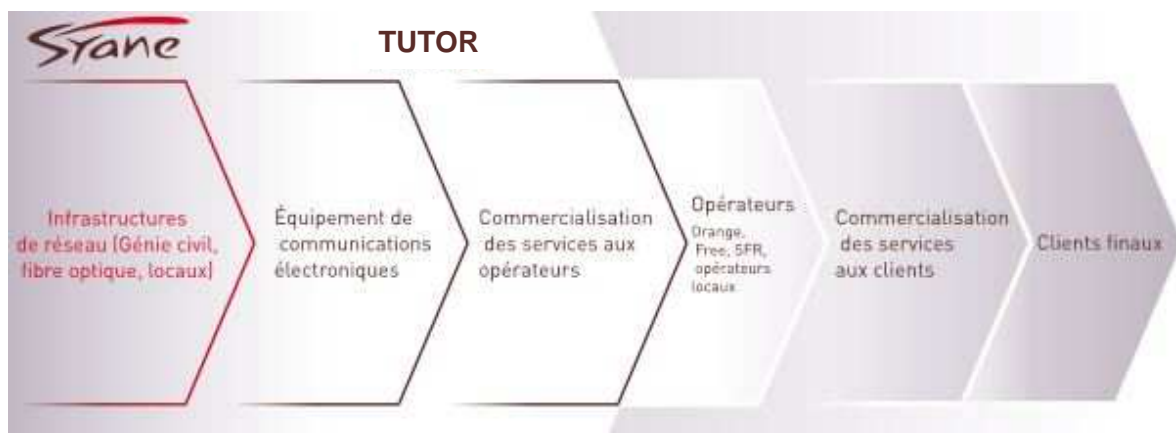 Syane
TUTOR
Infrastructures
de réseau (Génie civil,
fibre optique, locaux)
Équipement de
communications
électroniques
Commercialisation
des services aux
opérateurs
Opérateurs
Orange,
Free, SFR,
opérateurs
locaux
Commercialisation
des services
aux clients
Clients finaux